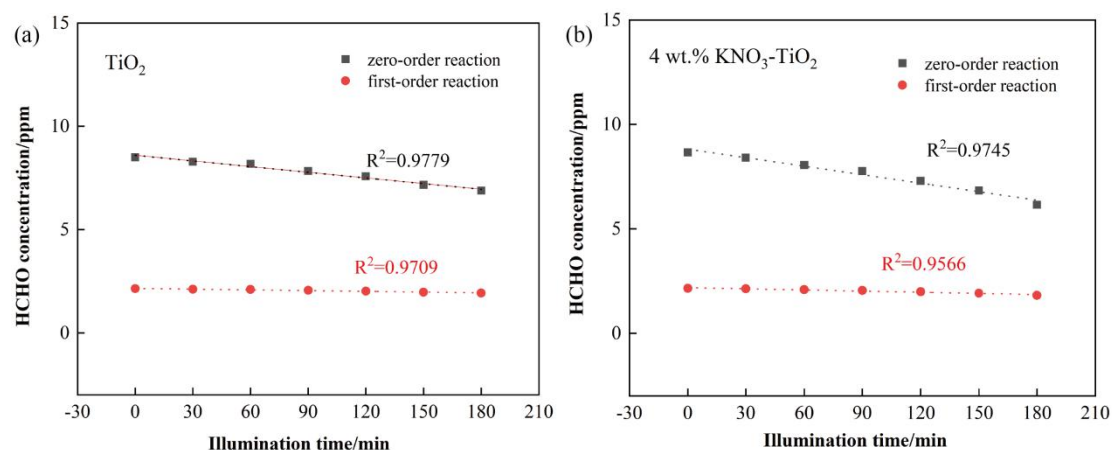 (a)
TiO₂
zero-order reaction
first-order reaction
R²=0.9779
R²=0.9709
15
10
5
0
HCHO concentration/ppm
-30 0 30 60 90 120 150 180 210
Illumination time/min
(b)
4 wt.% KNO₃-TiO₂
zero-order reaction
first-order reaction
R²=0.9745
R²=0.9566
15
10
5
0
HCHO concentration/ppm
-30 0 30 60 90 120 150 180 210
Illumination time/min